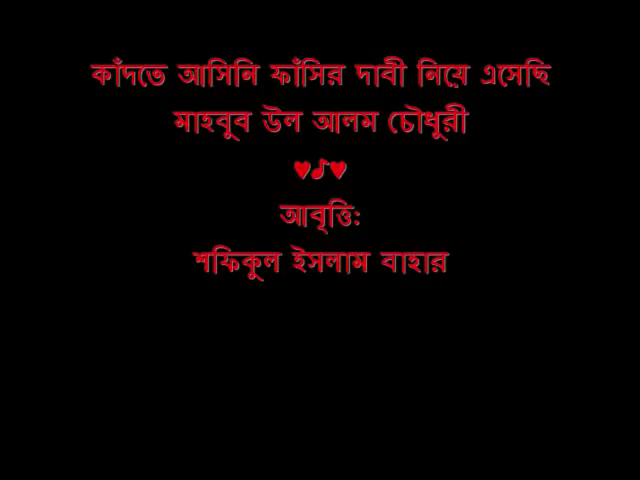 কাঁদতে আসিনি ফাঁসির দাবী নিয়ে এসেছি
মাহবুব উল আলম চৌধুরী
♥♪♥
আবৃত্তি:
শফিকুল ইসলাম বাহার